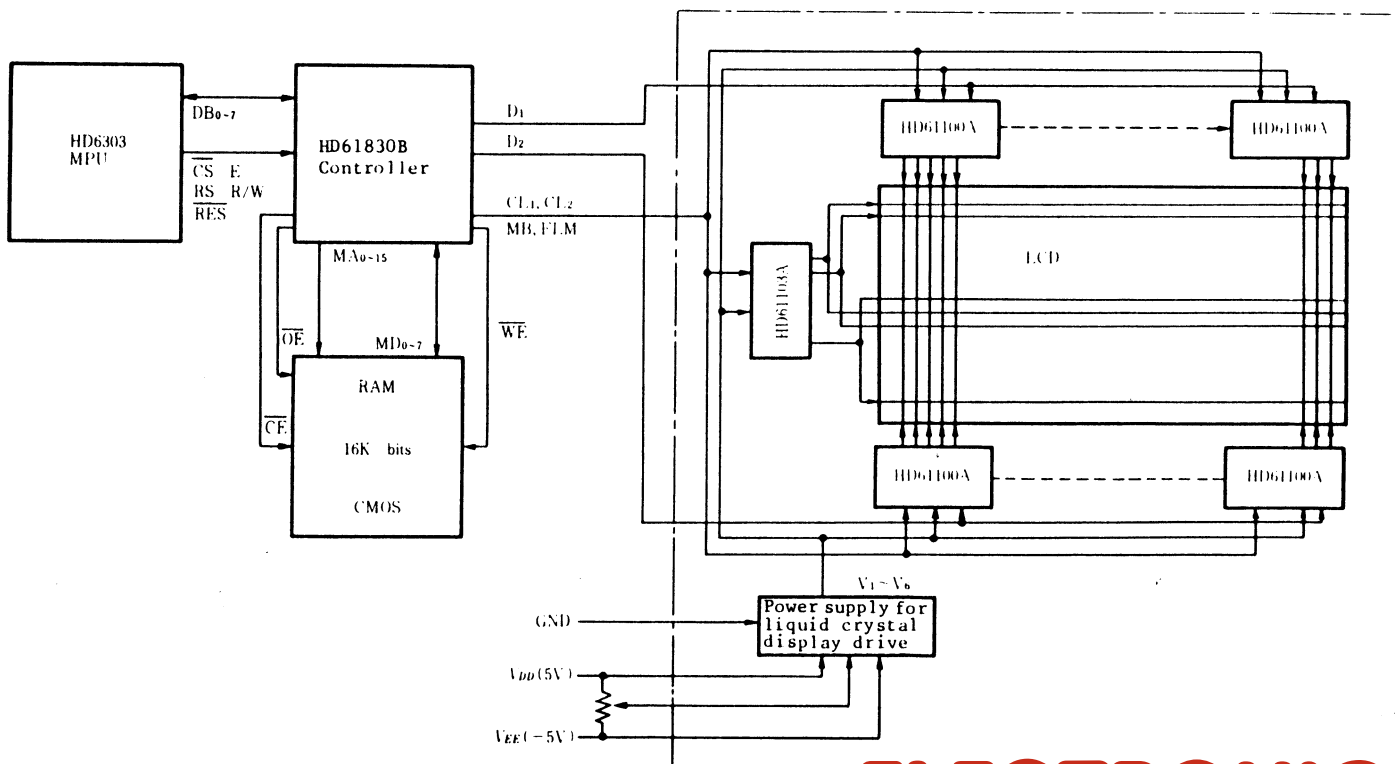 HD6303
MPU
DB0~7
CS E
RS R/W
RES
HD61830B
Controller
D1
D2
CL1, CL2
MB, FLM
MA0~15
MD0~7
OE
CE
WE
RAM
16K bits
CMOS
HD61100A
HD61100A
HD61103A
LCD
HD61100A
HD61100A
V1~V6
Power supply for
liquid crystal
display drive
GND
VDD(5V)
VEE(-5V)